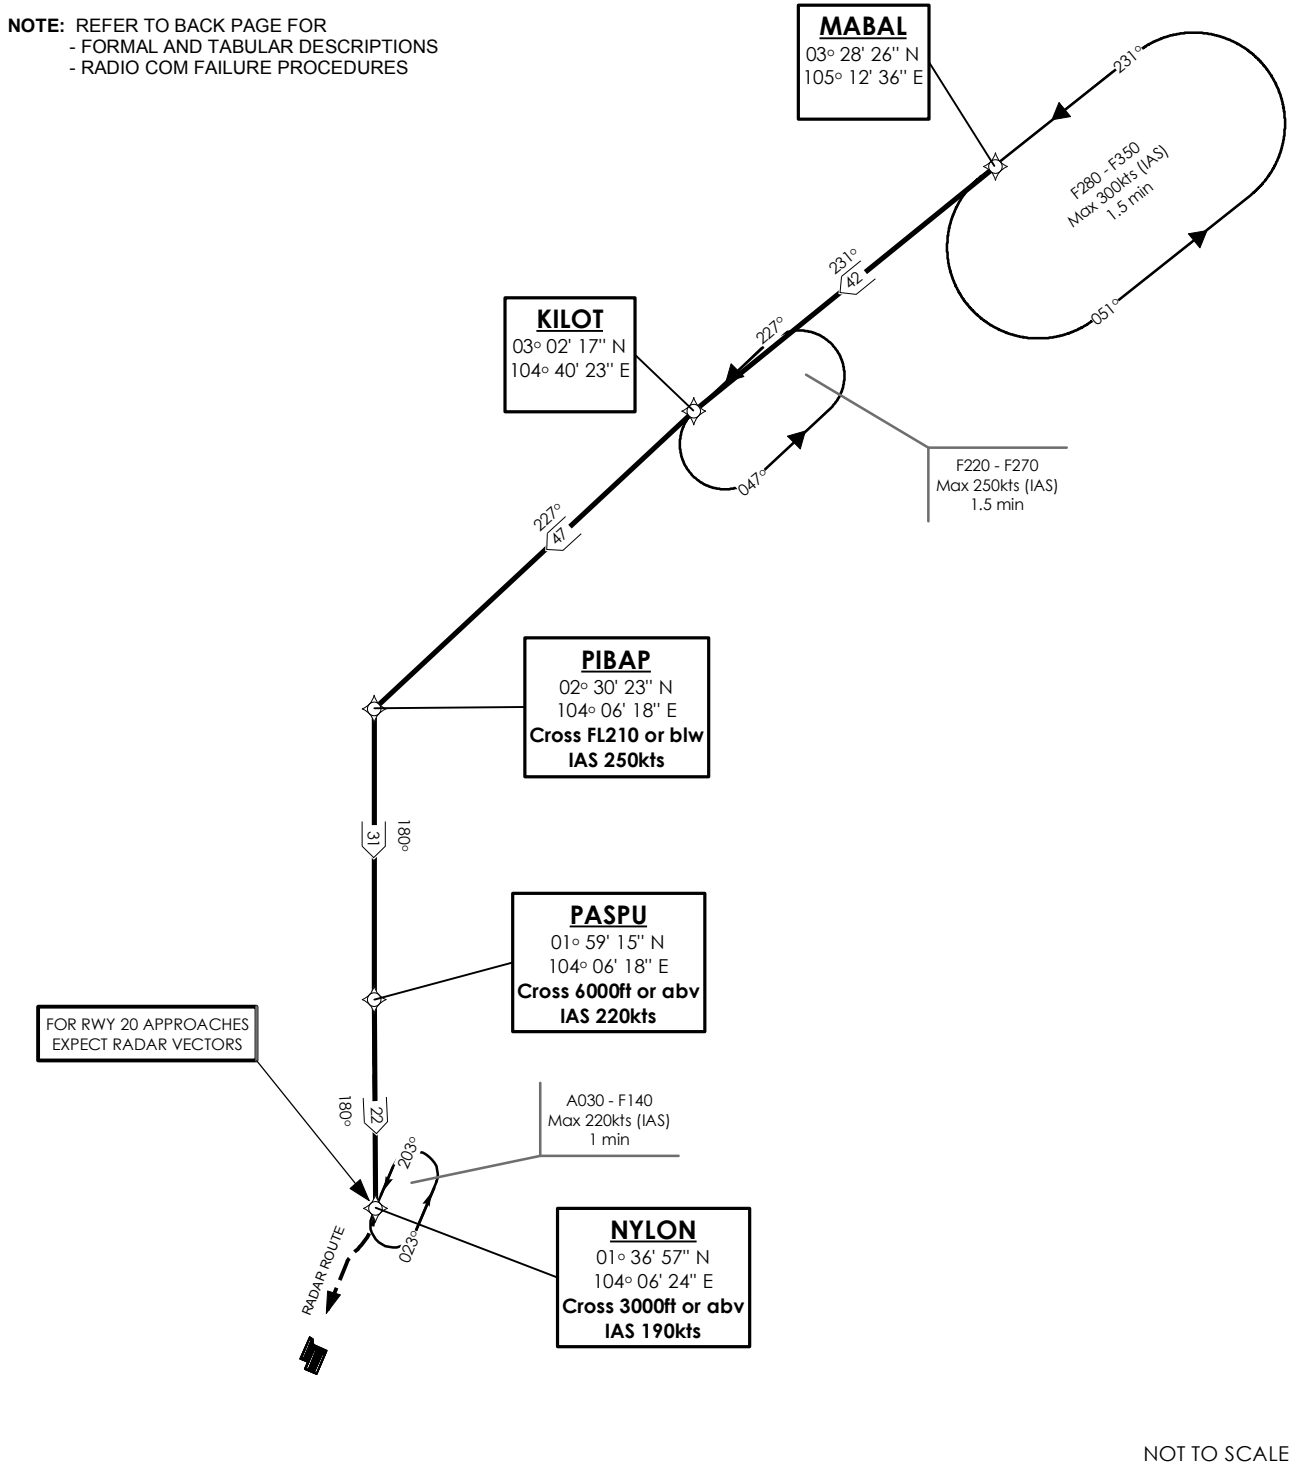 NOTE: REFER TO BACK PAGE FOR
- FORMAL AND TABULAR DESCRIPTIONS
- RADIO COM FAILURE PROCEDURES
MABAL
03° 28' 26" N
105° 12' 36" E
231°
F280 - F350
Max 300kts (IAS)
1.5 min
051°
231°
42
KILOT
03° 02' 17" N
104° 40' 23" E
227°
047°
F220 - F270
Max 250kts (IAS)
1.5 min
227°
47
PIBAP
02° 30' 23" N
104° 06' 18" E
Cross FL210 or blw
IAS 250kts
31
180°
PASPU
01° 59' 15" N
104° 06' 18" E
Cross 6000ft or abv
IAS 220kts
FOR RWY 20 APPROACHES
EXPECT RADAR VECTORS
180°
22
A030 - F140
Max 220kts (IAS)
1 min
203°
023°
NYLON
01° 36' 57" N
104° 06' 24" E
Cross 3000ft or abv
IAS 190kts
RADAR ROUTE
NOT TO SCALE